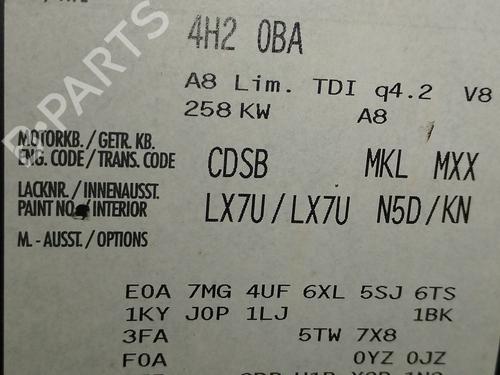 4H2 0BA
A8 Lim. TDI q4.2 V8
258 KW A8
MOTORKB. / GETR. KB.
ENG. CODE / TRANS. CODE CDSB MKL MXX
LACKNR. / INNENAUSST.
PAINT NO. / INTERIOR LX7U / LX7U N5D / KN
M. - AUSST. / OPTIONS
E0A 7MG 4UF 6XL 5SJ 6TS
1KY J0P 1LJ 1BK
3FA 5TW 7X8
F0A 0YZ 0JZ
B-PARTS